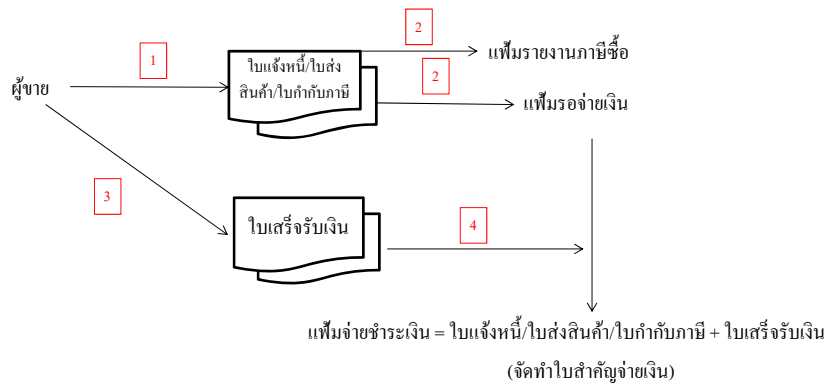 2
แฟ้มรายงานภาษีซื้อ
1
ใบแจ้งหนี้/ใบส่ง
สินค้า/ใบกำกับภาษี
2
ผู้ขาย
แฟ้มรอจ่ายเงิน
3
ใบเสร็จรับเงิน
4
แฟ้มจ่ายชำระเงิน = ใบแจ้งหนี้/ใบส่งสินค้า/ใบกำกับภาษี + ใบเสร็จรับเงิน
(จัดทำใบสำคัญจ่ายเงิน)